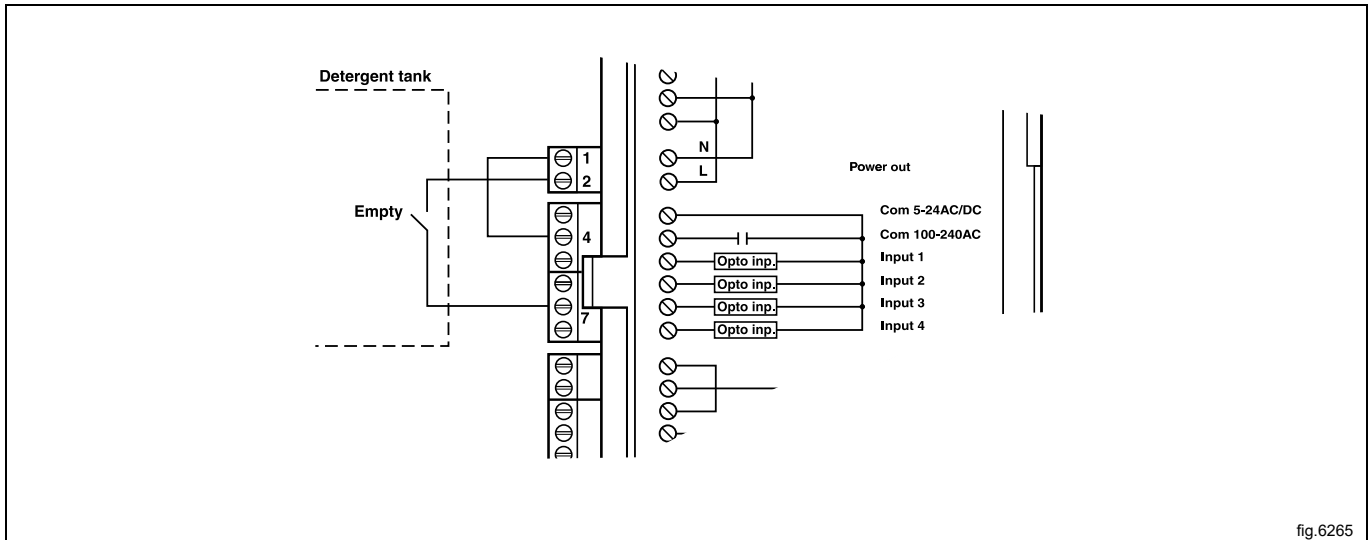 Detergent tank
Empty
1
2
4
7
N
L
Power out
Com 5-24AC/DC
Com 100-240AC
Opto inp. Input 1
Opto inp. Input 2
Opto inp. Input 3
Opto inp. Input 4
fig.6265